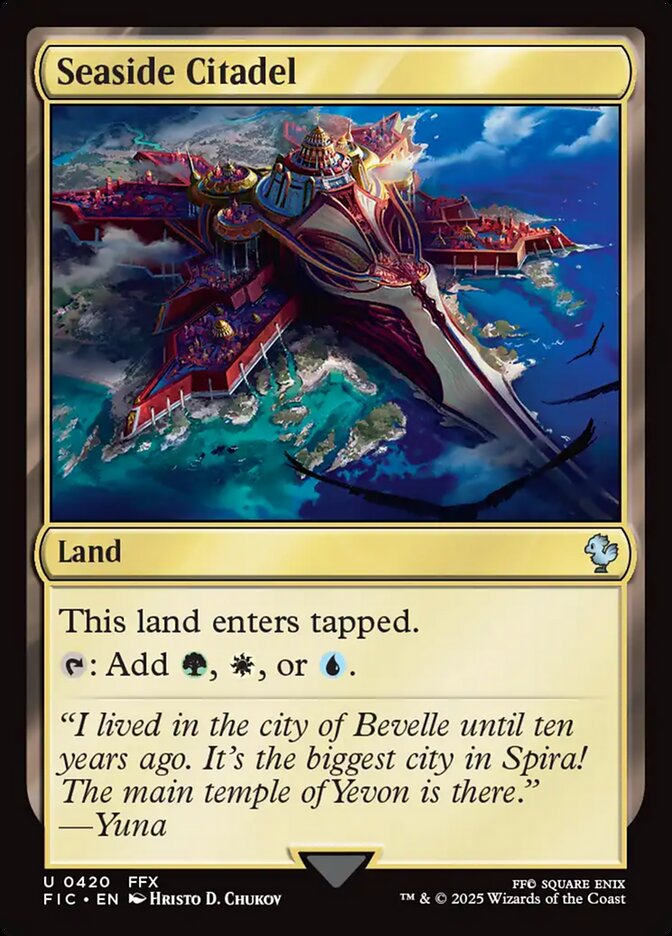 Seaside Citadel
Land
This land enters tapped.
: Add , , or .
“I lived in the city of Bevelle until ten
years ago. It’s the biggest city in Spira!
The main temple of Yevon is there.”
—Yuna
U 0420 FFX
FIC • EN Hristo D. Chukov
FF© SQUARE ENIX
™ & © 2025 Wizards of the Coast